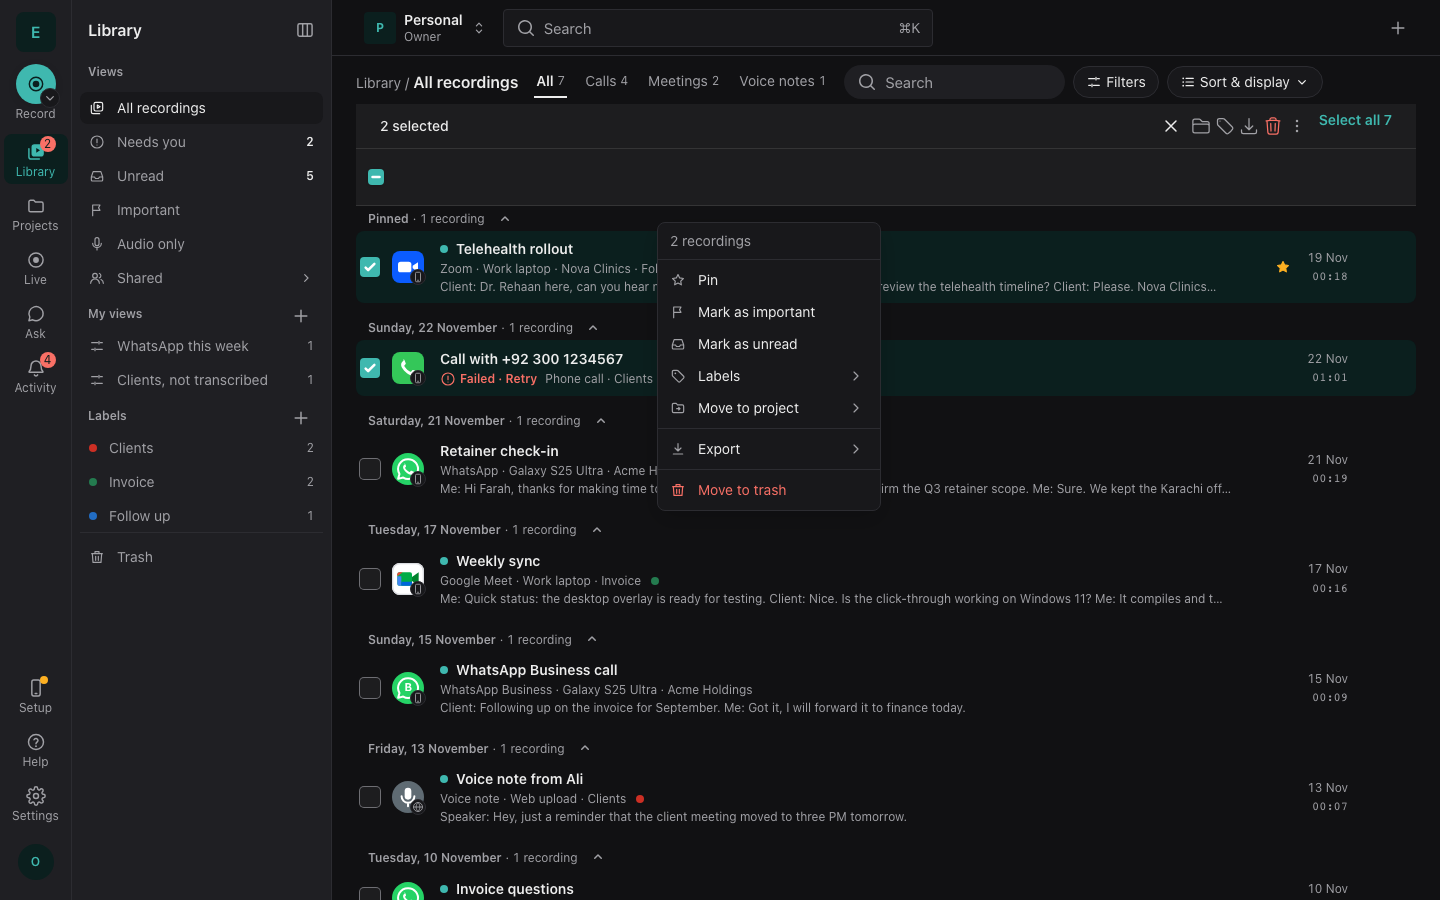 E
Record
2
Library
Projects
Live
Ask
4
Activity
Setup
Help
Settings
O
Library
Views
All recordings
Needs you 2
Unread 5
Important
Audio only
Shared
My views
WhatsApp this week 1
Clients, not transcribed 1
Labels
Clients 2
Invoice 2
Follow up 1
Trash
P
Personal
Owner
Search ⌘K
Library / All recordings
All 7 Calls 4 Meetings 2 Voice notes 1
Search
Filters
Sort & display
2 selected
Select all 7
Pinned · 1 recording
Telehealth rollout
Zoom · Work laptop · Nova Clinics ·
Client: Dr. Rehaan here, can you hear
review the telehealth timeline? Client: Please. Nova Clinics...
19 Nov
00:18
Sunday, 22 November · 1 recording
Call with +92 300 1234567
Failed · Retry Phone call · Clients
22 Nov
01:01
Saturday, 21 November · 1 recording
Retainer check-in
WhatsApp · Galaxy S25 Ultra · Acme
Me: Hi Farah, thanks for making time
the Q3 retainer scope. Me: Sure. We kept the Karachi off...
21 Nov
00:19
2 recordings
Pin
Mark as important
Mark as unread
Labels
Move to project
Export
Move to trash
Tuesday, 17 November · 1 recording
Weekly sync
Google Meet · Work laptop · Invoice
Me: Quick status: the desktop overlay is ready for testing. Client: Nice. Is the click-through working on Windows 11? Me: It compiles and t...
17 Nov
00:16
Sunday, 15 November · 1 recording
WhatsApp Business call
WhatsApp Business · Galaxy S25 Ultra · Acme Holdings
Client: Following up on the invoice for September. Me: Got it, I will forward it to finance today.
15 Nov
00:09
Friday, 13 November · 1 recording
Voice note from Ali
Voice note · Web upload · Clients
Speaker: Hey, just a reminder that the client meeting moved to three PM tomorrow.
13 Nov
00:07
Tuesday, 10 November · 1 recording
Invoice questions
10 Nov